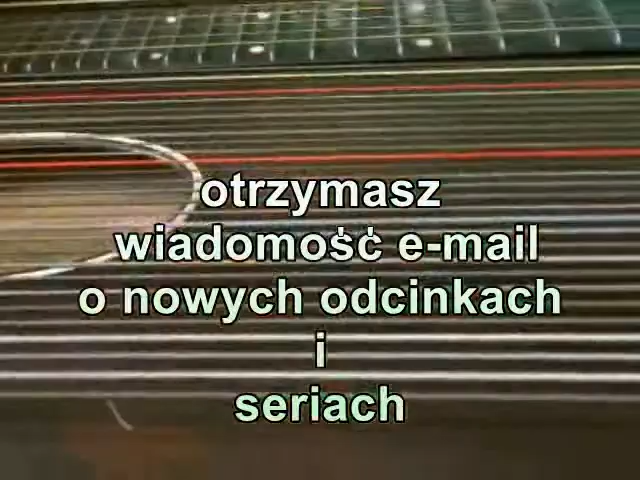 otrzymasz
wiadomość e-mail
o nowych odcinkach
i
seriach